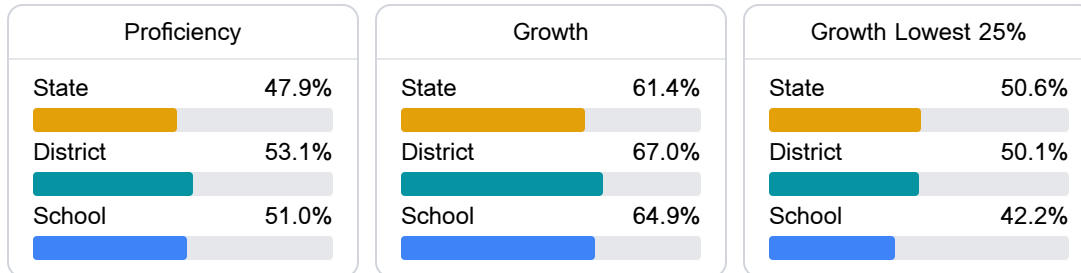 Proficiency
State 47.9%
District 53.1%
School 51.0%
Growth
State 61.4%
District 67.0%
School 64.9%
Growth Lowest 25%
State 50.6%
District 50.1%
School 42.2%